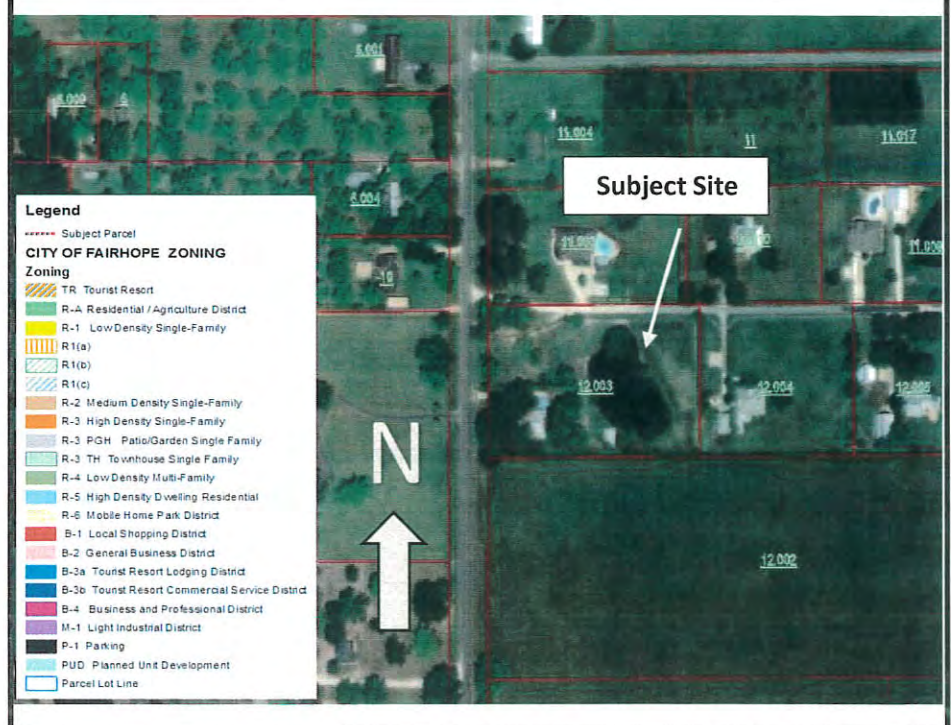 6.001
6.009
6
11.004
11
11.017
Subject Site
6.004
10
12.003
12.004
12.005
12.002
N
Legend
Subject Parcel
CITY OF FAIRHOPE ZONING
Zoning
TR Tourist Resort
R-A Residential / Agriculture District
R-1 Low Density Single-Family
R1(a)
R1(b)
R1(c)
R-2 Medium Density Single-Family
R-3 High Density Single-Family
R-3 PGH Patio/Garden Single Family
R-3 TH Townhouse Single Family
R-4 Low Density Multi-Family
R-5 High Density Dwelling Residential
R-6 Mobile Home Park District
B-1 Local Shopping District
B-2 General Business District
B-3a Tourist Resort Lodging District
B-3b Tourist Resort Commercial Service District
B-4 Business and Professional District
M-1 Light Industrial District
P-1 Parking
PUD Planned Unit Development
Parcel Lot Line